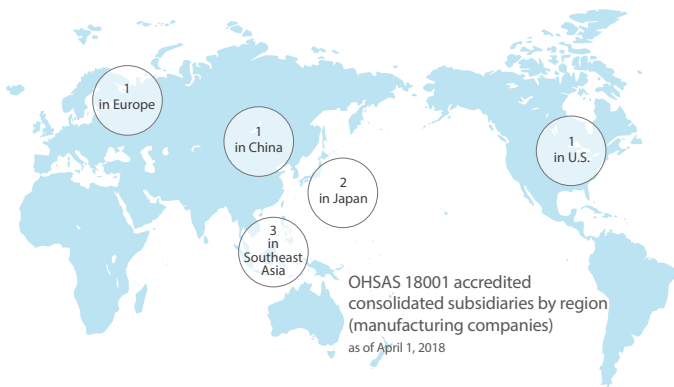 1
in Europe
1
in China
1
in U.S.
2
in Japan
3
in
Southeast
Asia
OHSAS 18001 accredited
consolidated subsidiaries by region
(manufacturing companies)
as of April 1, 2018